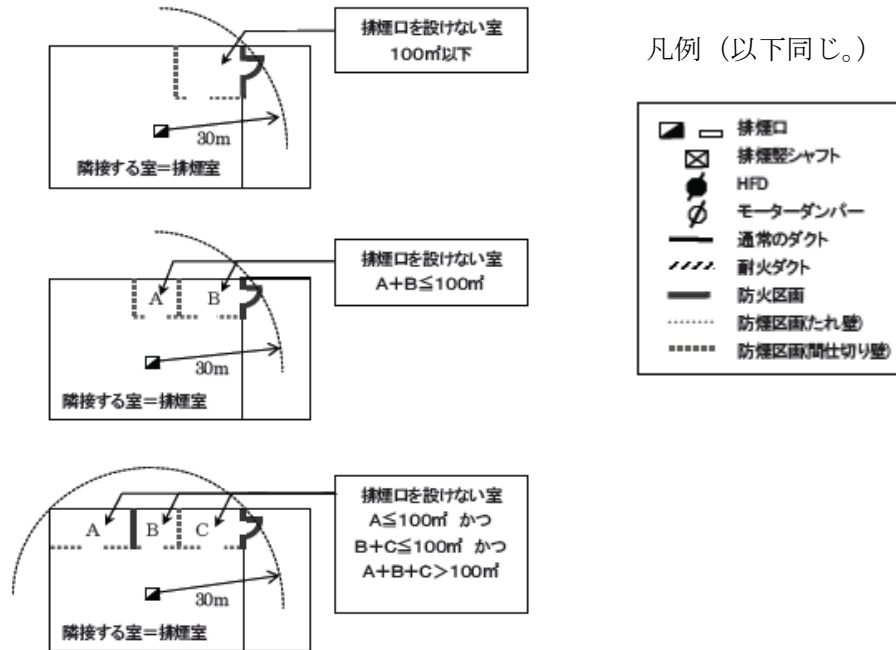 排煙口を設けない室
100㎡以下
30m
隣接する室=排煙室
凡例（以下同じ。）
排煙口
排煙竪シャフト
HFD
モーターダンパー
通常のダクト
耐火ダクト
防火区画
防煙区画(たれ壁)
防煙区画(間仕切り壁)
排煙口を設けない室
A+B≦100㎡
A
B
30m
隣接する室=排煙室
排煙口を設けない室
A≦100㎡ かつ
B+C≦100㎡ かつ
A+B+C>100㎡
A
B
C
30m
隣接する室=排煙室